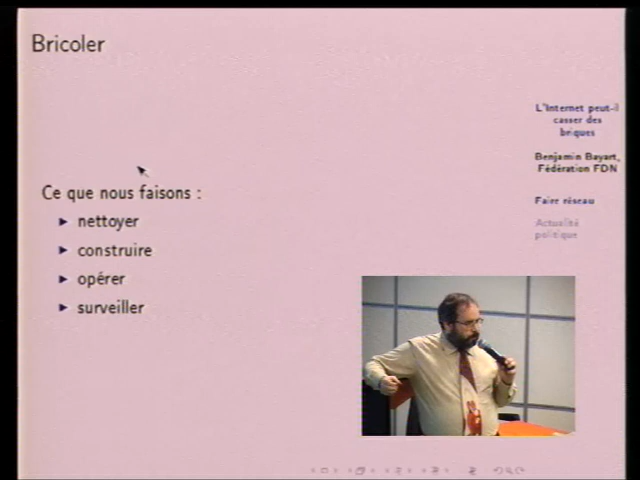 Bricoler
L'Internet peut-il
casser des
briques
Benjamin Bayart,
Fédération FDN
Ce que nous faisons :
Faire réseau
nettoyer
Actualité
politique
construire
opérer
surveiller